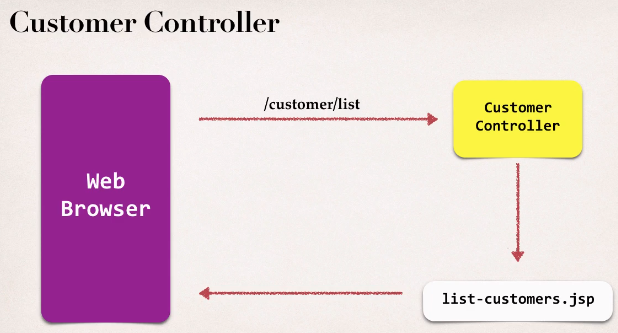 Customer Controller
/customer/list
Customer
Controller
Web
Browser
list-customers.jsp